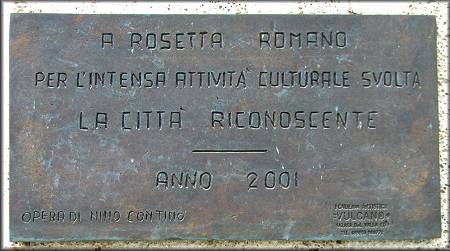 A ROSETTA ROMANO
PER L'INTENSA ATTIVITÀ CULTURALE SVOLTA
LA CITTÀ RICONOSCENTE
ANNO 2001
OPERA DI NINO CONTINO
"VULCANO"